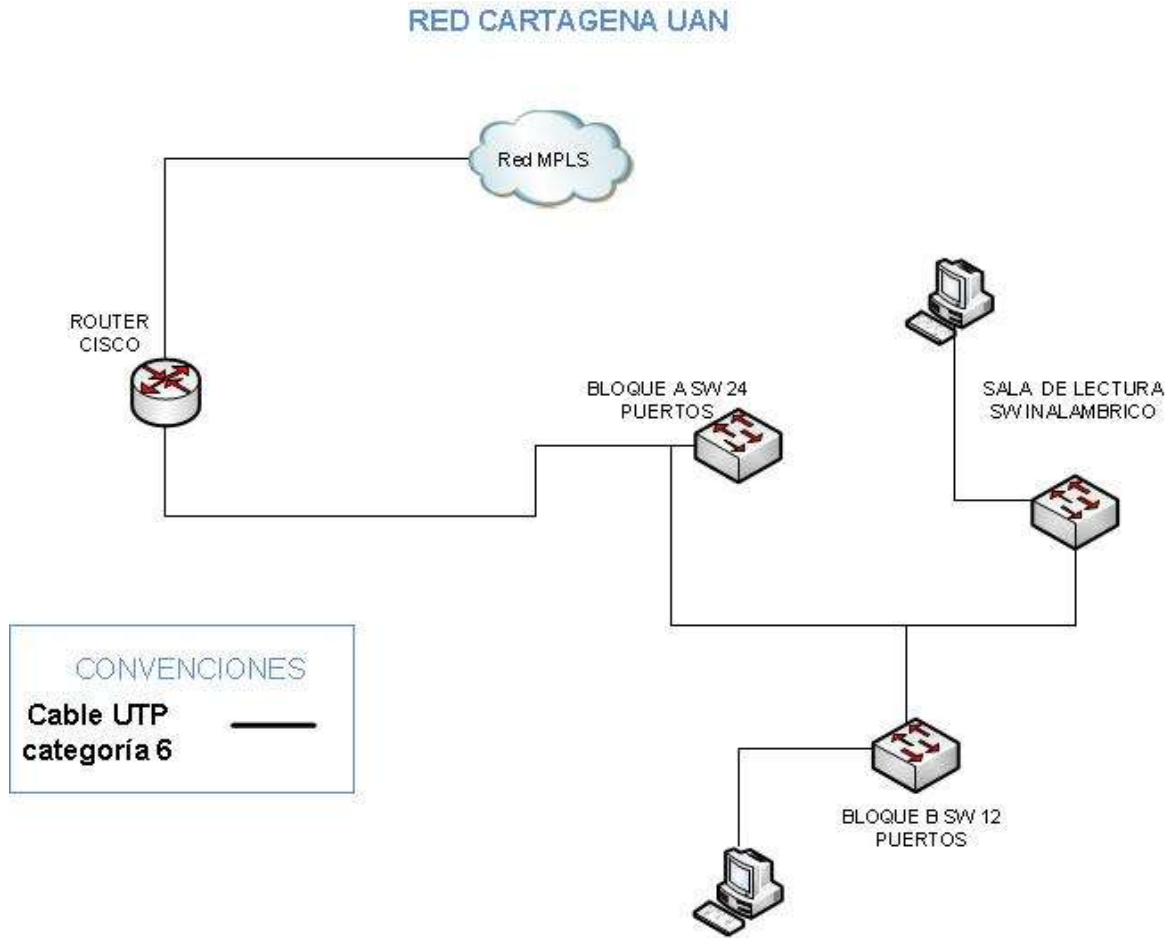 RED CARTAGENA UAN
Red MPLS
ROUTER
CISCO
BLOQUE A SW 24
PUERTOS
SALA DE LECTURA
SW INALAMBRICO
CONVENCIONES
Cable UTP
categoría 6
BLOQUE B SW 12
PUERTOS